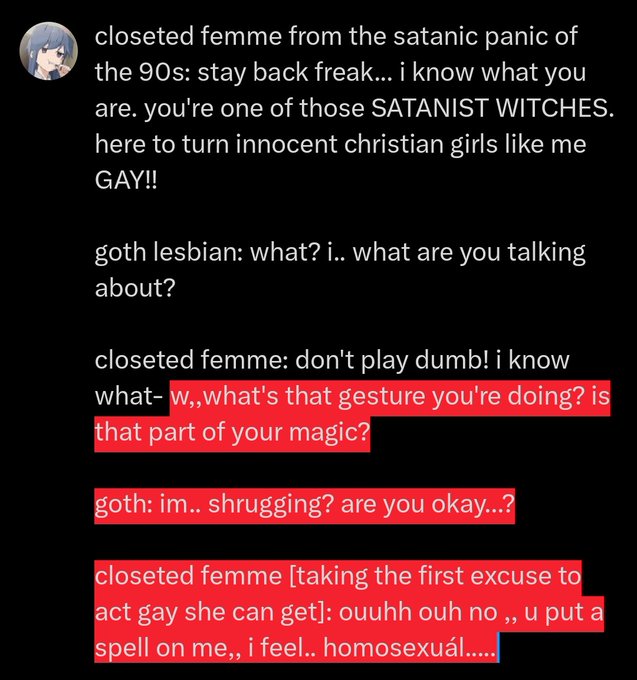 closeted femme from the satanic panic of
the 90s: stay back freak... i know what you
are. you're one of those SATANIST WITCHES.
here to turn innocent christian girls like me
GAY!!
goth lesbian: what? i.. what are you talking
about?
closeted femme: don't play dumb! i know
what- w,,what's that gesture you're doing? is
that part of your magic?
goth: im.. shrugging? are you okay...?
closeted femme [taking the first excuse to
act gay she can get]: ouuhh ouh no ,, u put a
spell on me,, i feel.. homosexuál.....